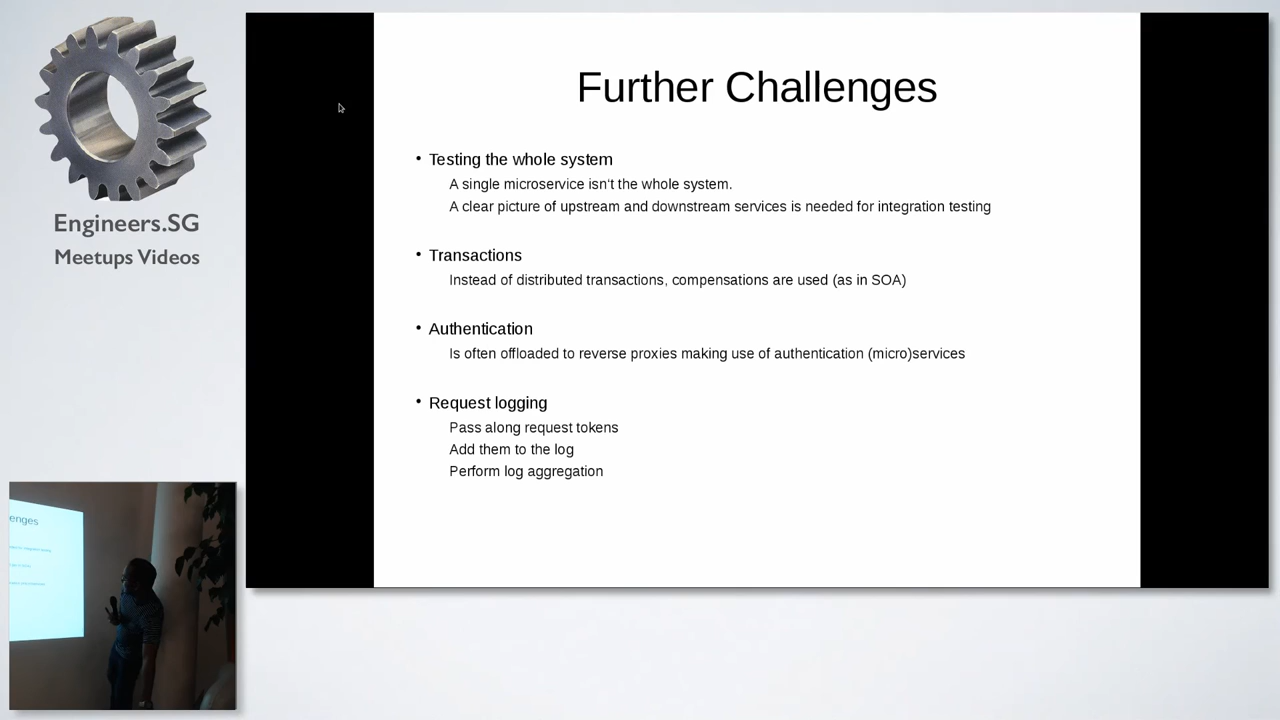 Engineers.SG
Meetups Videos
Further Challenges
• Testing the whole system
A single microservice isn't the whole system.
A clear picture of upstream and downstream services is needed for integration testing
• Transactions
Instead of distributed transactions, compensations are used (as in SOA)
• Authentication
Is often offloaded to reverse proxies making use of authentication (micro)services
• Request logging
Pass along request tokens
Add them to the log
Perform log aggregation
enges